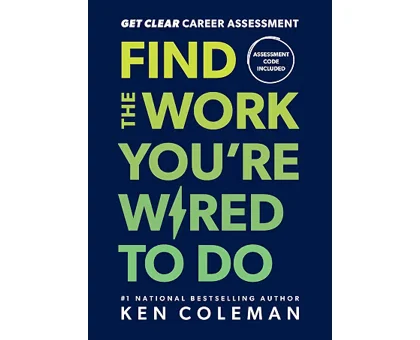 GET CLEAR CAREER ASSESSMENT
FIND
ASSESSMENT
CODE
INCLUDED
THE WORK
YOU'RE
WIRED
TO DO
#1 NATIONAL BESTSELLING AUTHOR
KEN COLEMAN